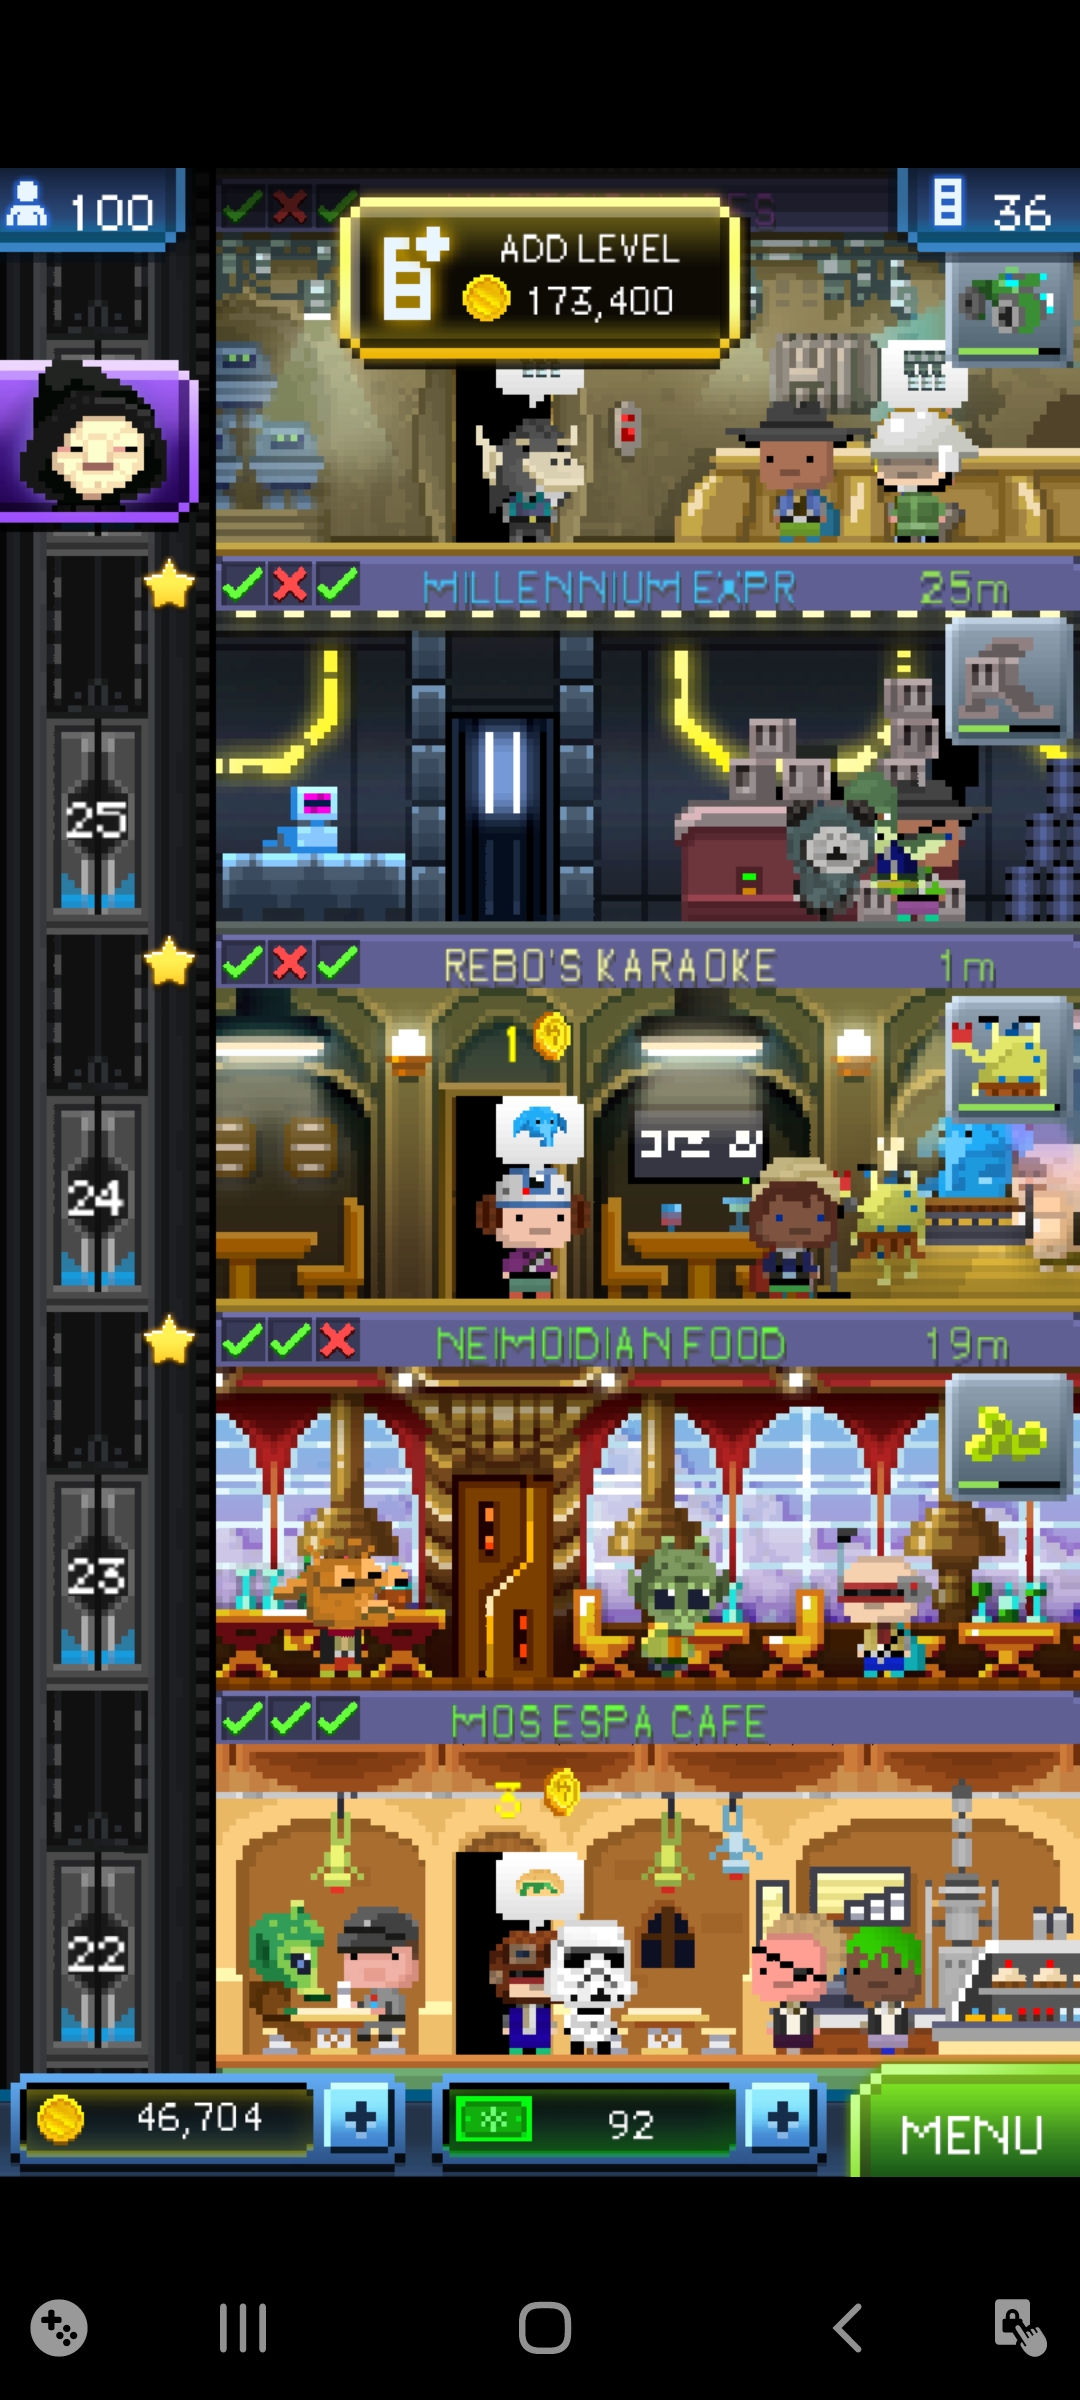 100
36
ADD LEVEL
173,400
MILLENNIUM EXPR 25m
25
REBO'S KARAOKE 1m
1
24
NEIMOIDIAN FOOD 19m
23
MOS ESPA CAFE
22
46,704
92
MENU